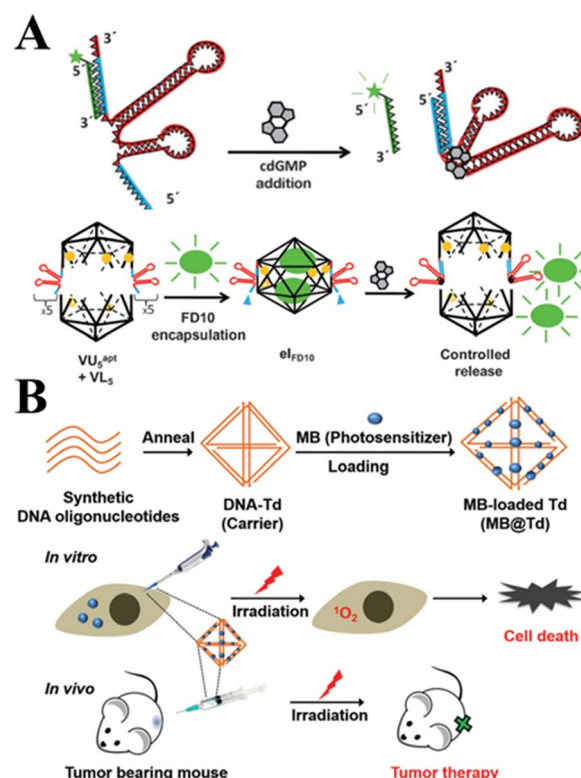 A
3´
5´
3´
5´
cdGMP
addition
5´
3´
3´
5´
x5
x5
VU5apt
+ VL5
FD10
encapsulation
eIFD10
Controlled
release
B
Synthetic
DNA oligonucleotides
Anneal
DNA-Td
(Carrier)
MB (Photosensitizer)
Loading
MB-loaded Td
(MB@Td)
In vitro
Irradiation
¹O₂
Cell death
In vivo
Tumor bearing mouse
Irradiation
Tumor therapy